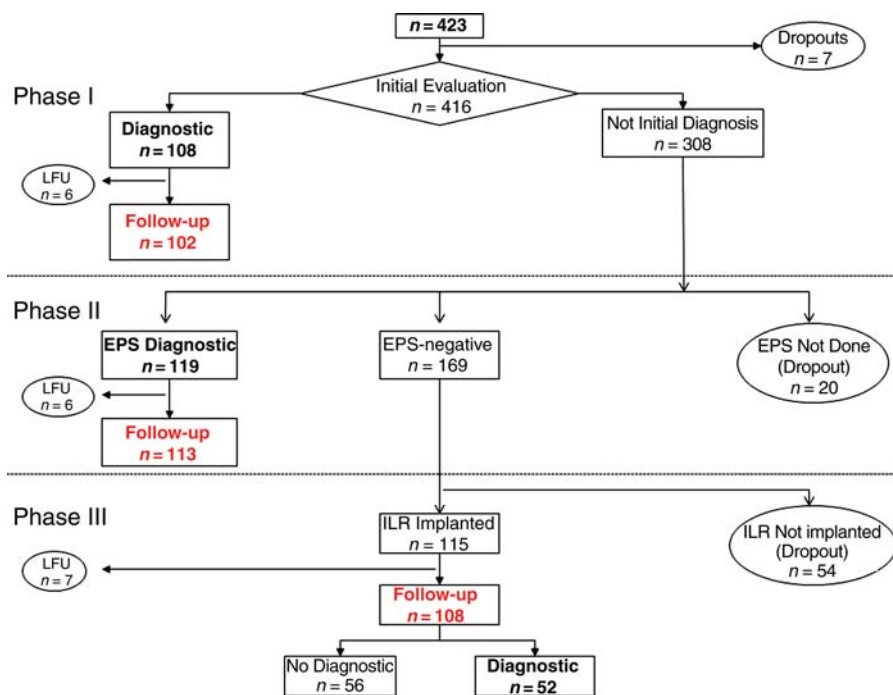 n = 423
Dropouts
n = 7
Phase I
Initial Evaluation
n = 416
Diagnostic
n = 108
Not Initial Diagnosis
n = 308
LFU
n = 6
Follow-up
n = 102
Phase II
EPS Diagnostic
n = 119
EPS-negative
n = 169
EPS Not Done
(Dropout)
n = 20
LFU
n = 6
Follow-up
n = 113
Phase III
ILR Implanted
n = 115
ILR Not implanted
(Dropout)
n = 54
LFU
n = 7
Follow-up
n = 108
No Diagnostic
n = 56
Diagnostic
n = 52